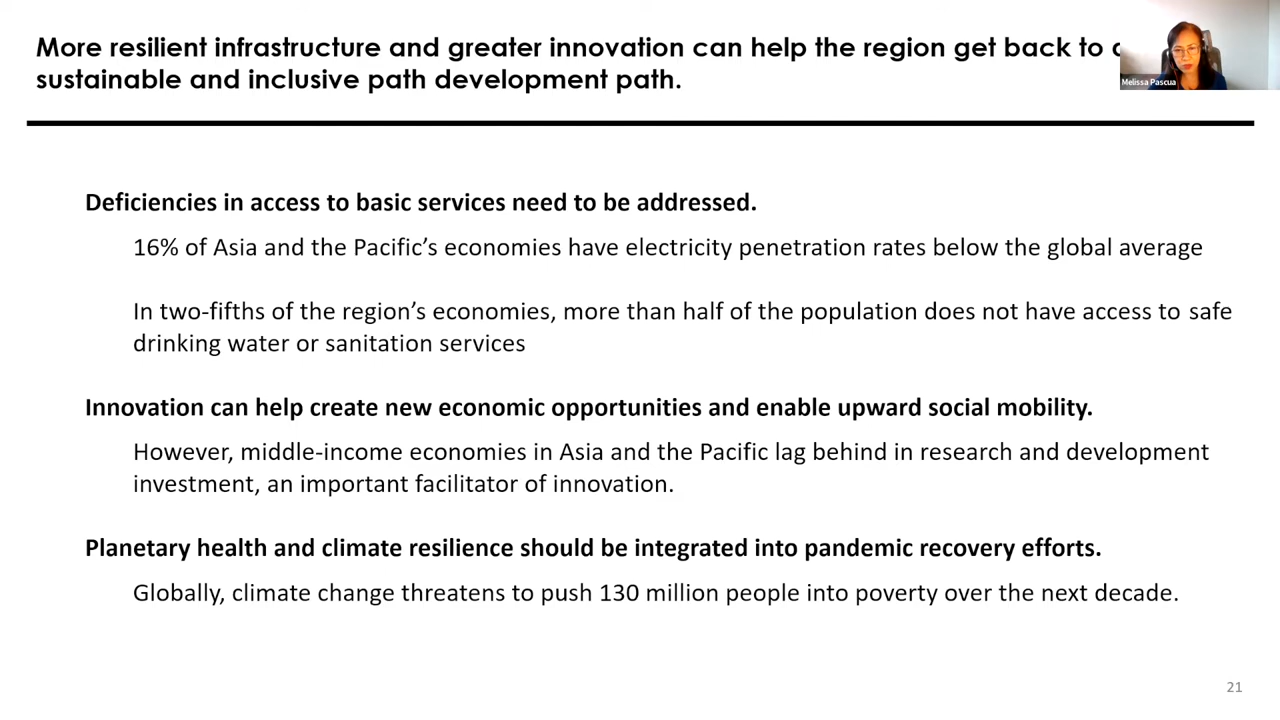 More resilient infrastructure and greater innovation can help the region get back to
sustainable and inclusive path development path.
Melissa Pascua
Deficiencies in access to basic services need to be addressed.
16% of Asia and the Pacific’s economies have electricity penetration rates below the global average
In two-fifths of the region’s economies, more than half of the population does not have access to safe
drinking water or sanitation services
Innovation can help create new economic opportunities and enable upward social mobility.
However, middle-income economies in Asia and the Pacific lag behind in research and development
investment, an important facilitator of innovation.
Planetary health and climate resilience should be integrated into pandemic recovery efforts.
Globally, climate change threatens to push 130 million people into poverty over the next decade.
21